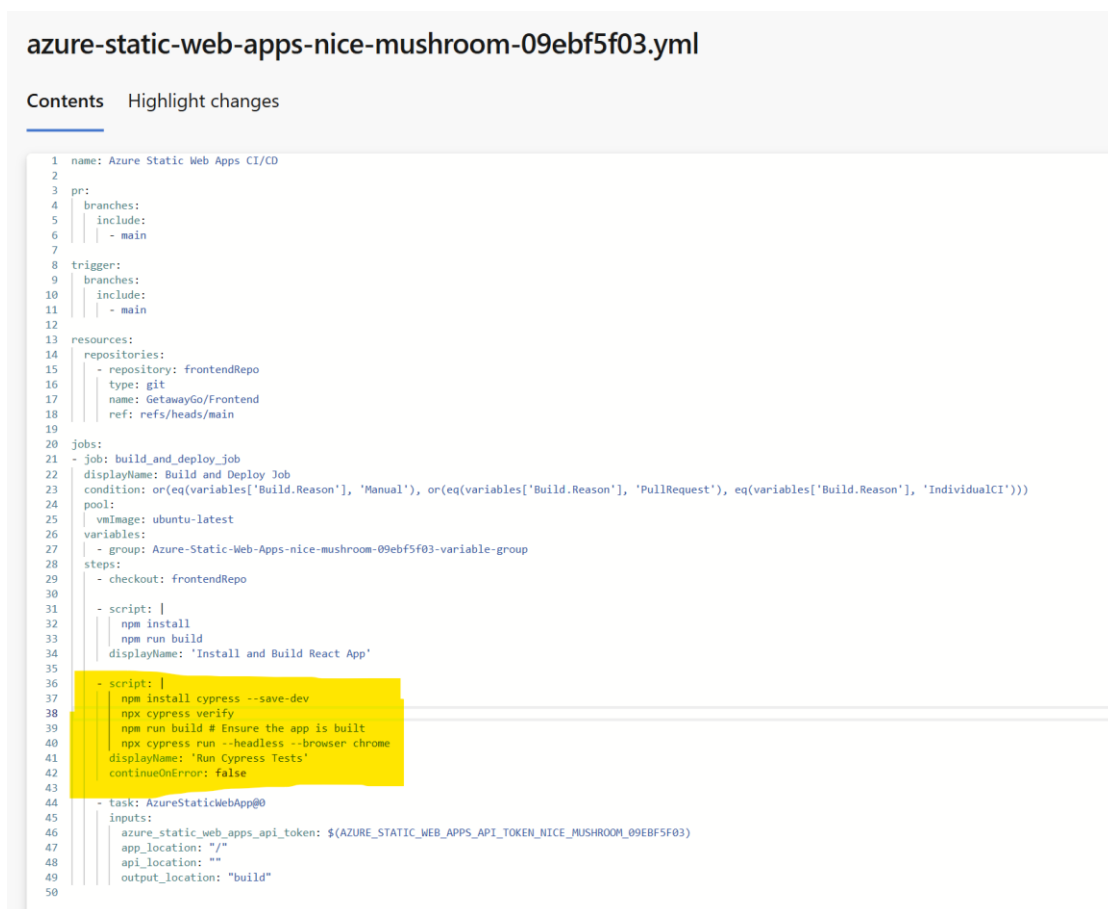 azure-static-web-apps-nice-mushroom-09ebf5f03.yml
Contents Highlight changes
1 name: Azure Static Web Apps CI/CD
2
3 pr:
4 branches:
5 include:
6 - main
7
8 trigger:
9 branches:
10 include:
11 - main
12
13 resources:
14 repositories:
15 - repository: frontendRepo
16 type: git
17 name: GetawayGo/Frontend
18 ref: refs/heads/main
19
20 jobs:
21 - job: build_and_deploy_job
22 displayName: Build and Deploy Job
23 condition: or(eq(variables['Build.Reason'], 'Manual'), or(eq(variables['Build.Reason'], 'PullRequest'), eq(variables['Build.Reason'], 'IndividualCI')))
24 pool:
25 vmImage: ubuntu-latest
26 variables:
27 - group: Azure-Static-Web-Apps-nice-mushroom-09ebf5f03-variable-group
28 steps:
29 - checkout: frontendRepo
30
31 - script: |
32 npm install
33 npm run build
34 displayName: 'Install and Build React App'
35
36 - script: |
37 npm install cypress --save-dev
38 npx cypress verify
39 npm run build # Ensure the app is built
40 npx cypress run --headless --browser chrome
41 displayName: 'Run Cypress Tests'
42 continueOnError: false
43
44 - task: AzureStaticWebApp@0
45 inputs:
46 azure_static_web_apps_api_token: $(AZURE_STATIC_WEB_APPS_API_TOKEN_NICE_MUSHROOM_09EBF5F03)
47 app_location: "/"
48 api_location: ""
49 output_location: "build"
50